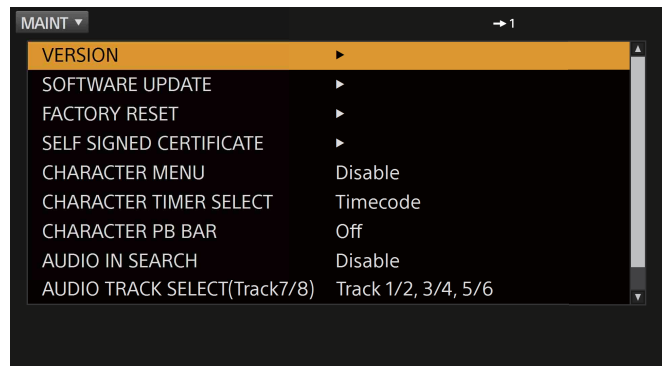 MAINT ▼ ➔1
VERSION ►
SOFTWARE UPDATE ►
FACTORY RESET ►
SELF SIGNED CERTIFICATE ►
CHARACTER MENU Disable
CHARACTER TIMER SELECT Timecode
CHARACTER PB BAR Off
AUDIO IN SEARCH Disable
AUDIO TRACK SELECT(Track7/8) Track 1/2, 3/4, 5/6